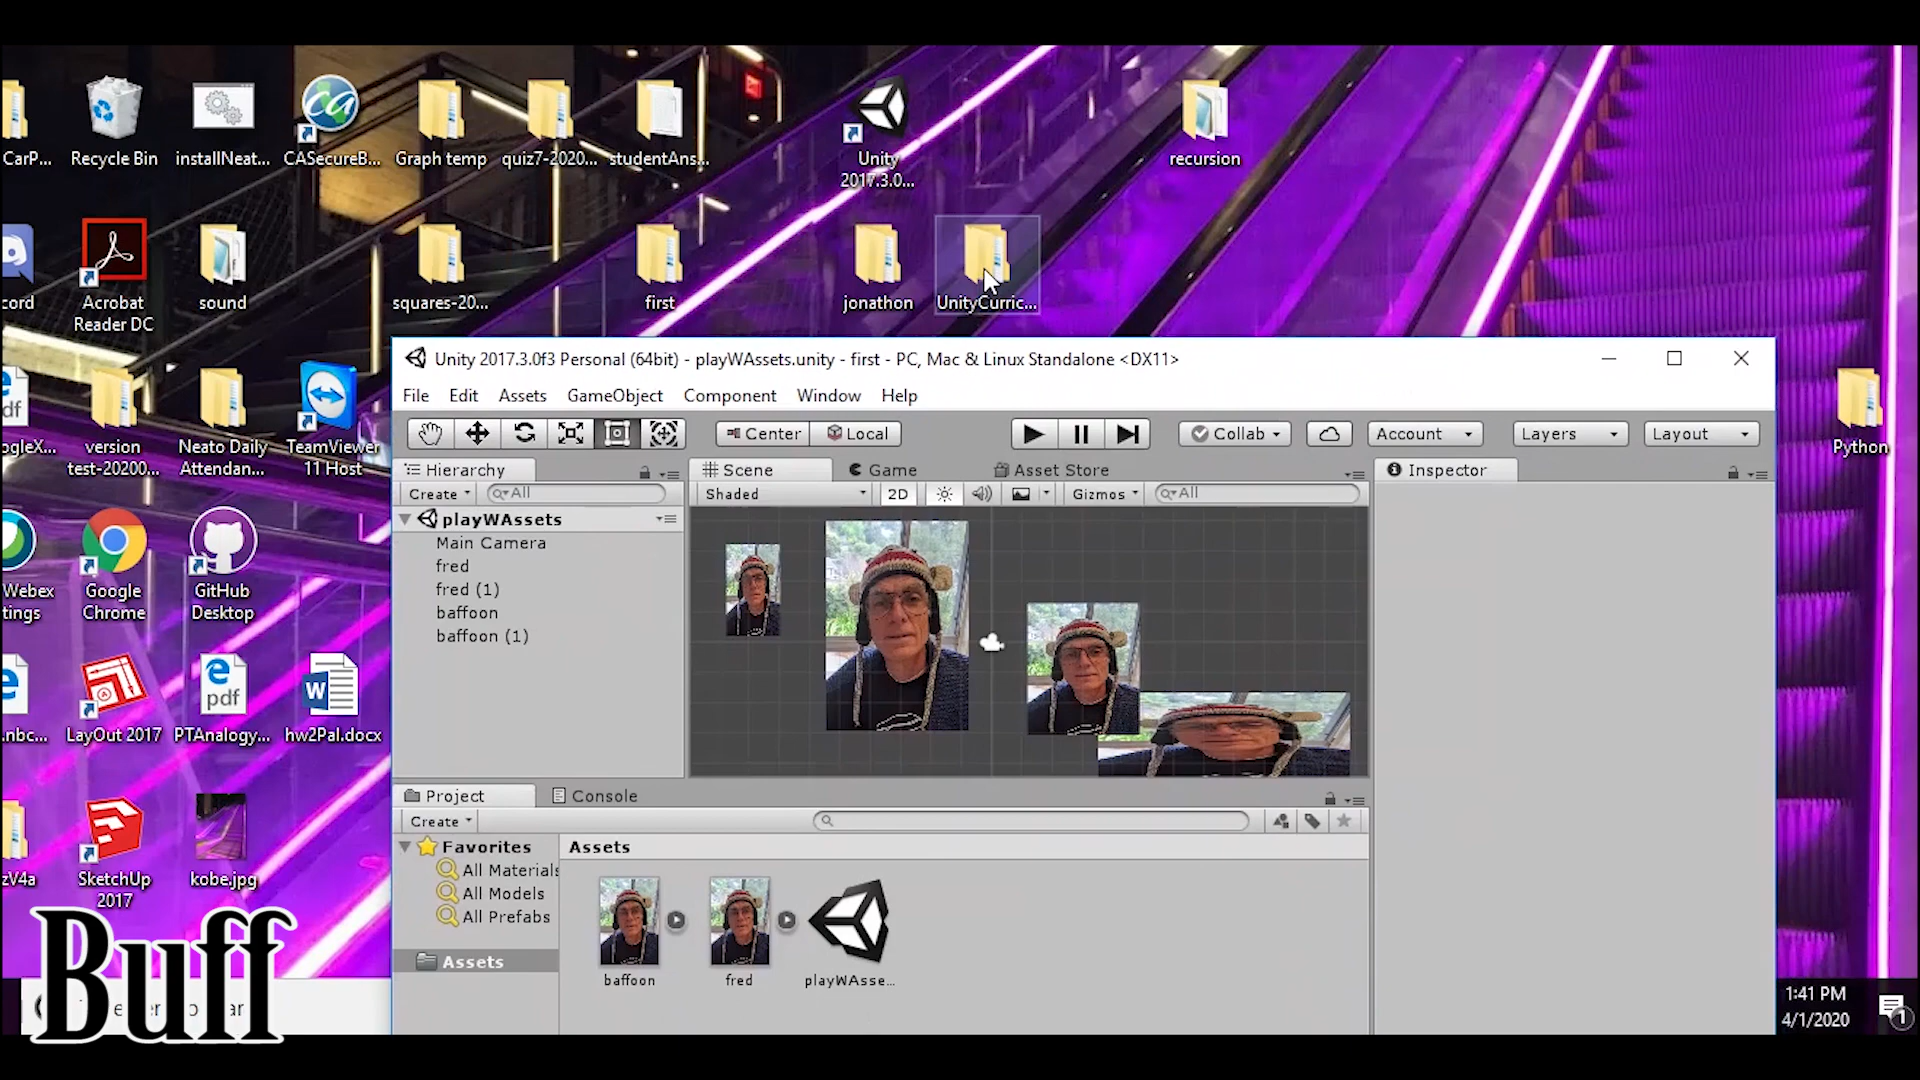 CarP...
Recycle Bin
installNeat...
CASecureB...
Graph temp
quiz7-2020...
studentAns...
Unity
2017.3.0...
recursion
cord
Acrobat
Reader DC
sound
squares-20...
first
jonathon
UnityCurric...
ogleX...
version
test-20200...
Neato Daily
Attendan...
TeamViewer
11 Host
Python
Webex
tings
Google
Chrome
GitHub
Desktop
.nbc...
LayOut 2017
PTAnalogy...
hw2Pal.docx
zV4a
SketchUp
2017
kobe.jpg
Unity 2017.3.0f3 Personal (64bit) - playWAssets.unity - first - PC, Mac & Linux Standalone <DX11>
File Edit Assets GameObject Component Window Help
Center Local Collab Account Layers Layout
Hierarchy
Create All
playWAssets
Main Camera
fred
fred (1)
baffoon
baffoon (1)
Scene Game Asset Store
Shaded 2D Gizmos All
Inspector
Project Console
Create
Favorites
All Materials
All Models
All Prefabs
Assets
Assets
baffoon
fred
playWAsse...
Buff
1:41 PM
4/1/2020
1